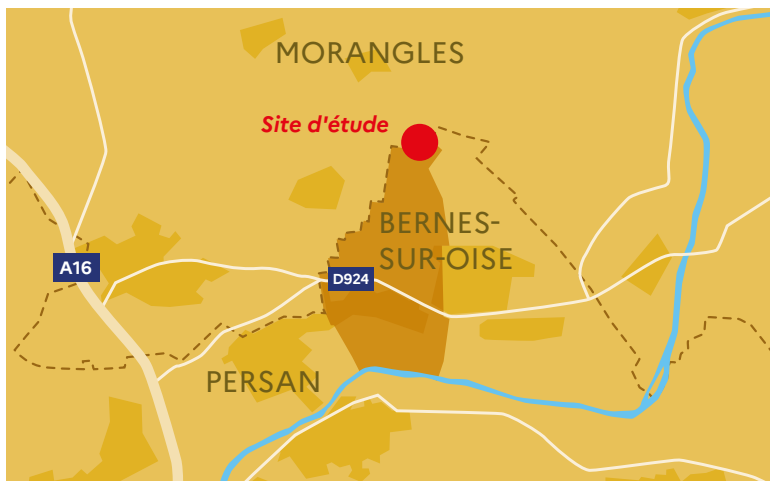 MORANGLES
Site d'étude
BERNES-
SUR-OISE
A16
D924
PERSAN